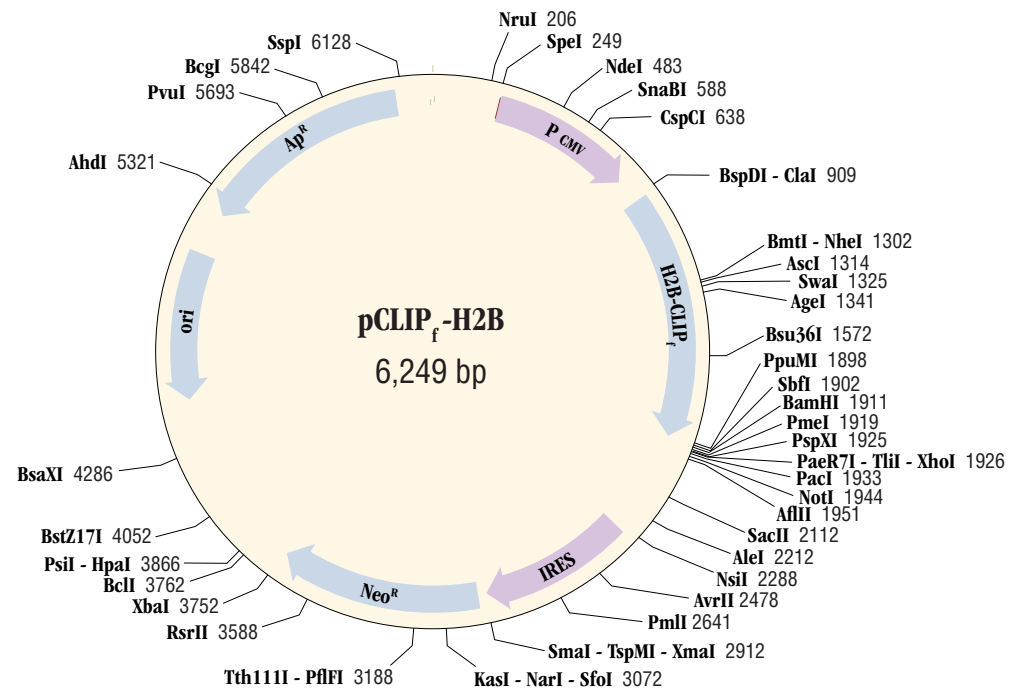 NruI 206
SpeI 249
NdeI 483
SnaBI 588
CspCI 638
BspDI - ClaI 909
BmtI - NheI 1302
AscI 1314
SwaI 1325
AgeI 1341
Bsu36I 1572
PpuMI 1898
SbfI 1902
BamHI 1911
PmeI 1919
PspXI 1925
PaeR7I - TliI - XhoI 1926
PacI 1933
NotI 1944
AflII 1951
SacII 2112
AleI 2212
NsiI 2288
AvrII 2478
PmlI 2641
SmaI - TspMI - XmaI 2912
KasI - NarI - SfoI 3072
Tth111I - PflFI 3188
RsrII 3588
XbaI 3752
BclI 3762
PsiI - HpaI 3866
BstZ17I 4052
BsaXI 4286
AhdI 5321
PvuI 5693
BcgI 5842
SspI 6128
P CMV
H2B-CLIPf
IRES
NeoR
ori
ApR
pCLIPf-H2B
6,249 bp